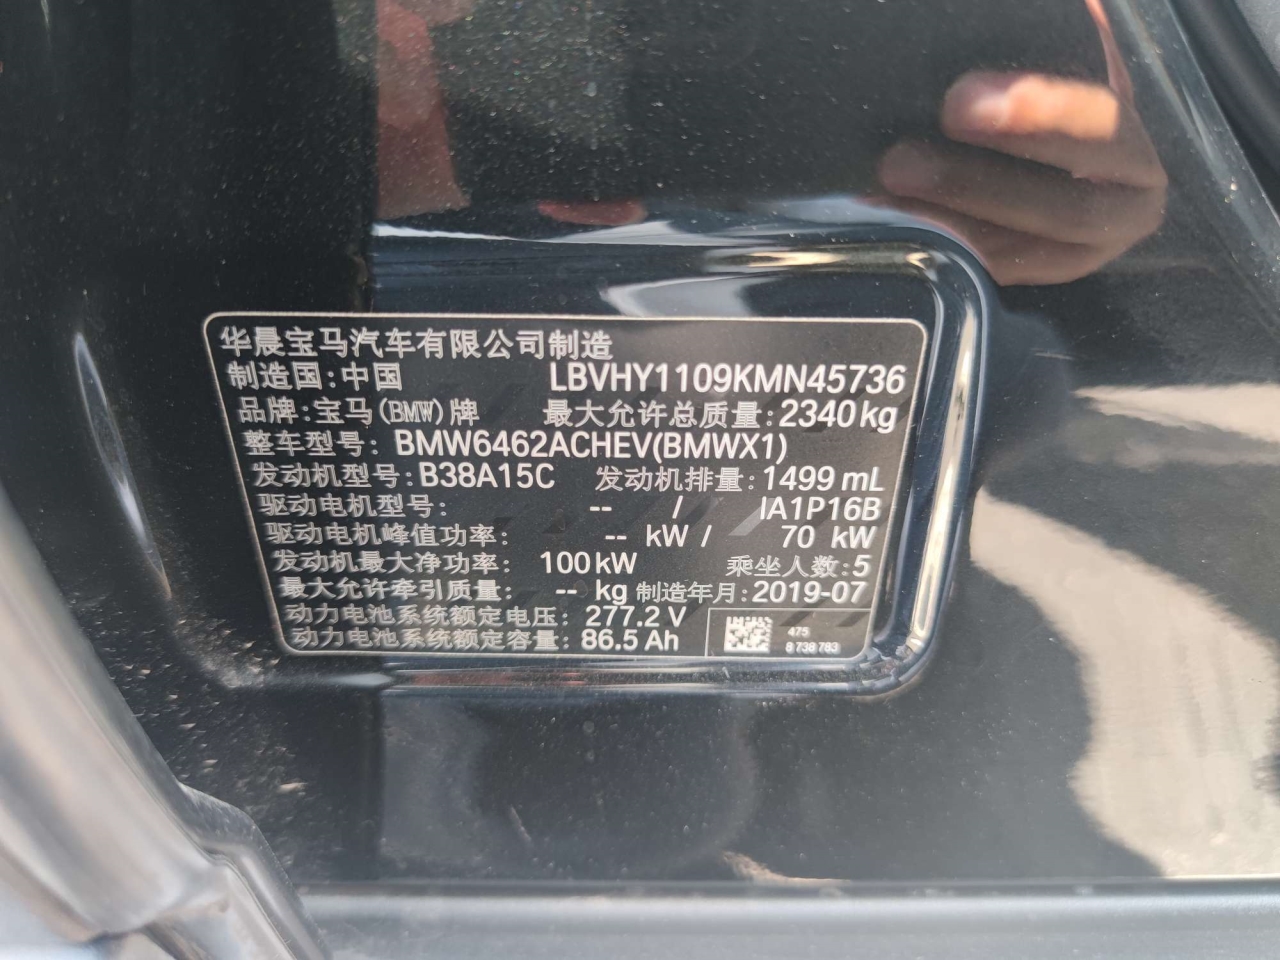 华晨宝马汽车有限公司制造
制造国:中国 LBVHY1109KMN45736
品牌:宝马(BMW)牌 最大允许总质量:2340kg
整车型号: BMW6462ACHEV(BMWX1)
发动机型号:B38A15C 发动机排量:1499 mL
驱动电机型号: -- / IA1P16B
驱动电机峰值功率: -- kW / 70 kW
发动机最大净功率: 100kW 乘坐人数:5
最大允许牵引质量: -- kg 制造年月:2019-07
动力电池系统额定电压: 277.2 V
动力电池系统额定容量: 86.5 Ah
475
8 738 783